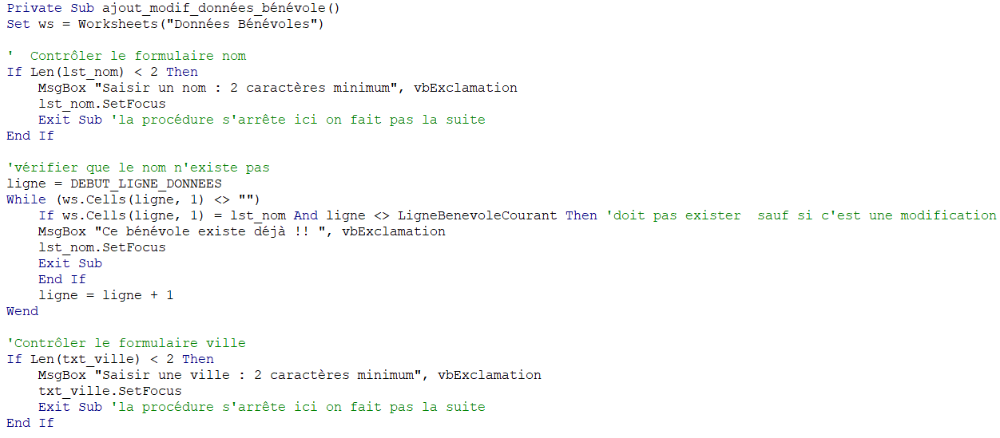 Private Sub ajout_modif_données_bénévole()
Set ws = Worksheets("Données Bénévoles")
'  Contrôler le formulaire nom
If Len(lst_nom) < 2 Then
    MsgBox "Saisir un nom : 2 caractères minimum", vbExclamation
    lst_nom.SetFocus
    Exit Sub 'la procédure s'arrête ici on fait pas la suite
End If
'vérifier que le nom n'existe pas
ligne = DEBUT_LIGNE_DONNEES
While (ws.Cells(ligne, 1) <> "")
    If ws.Cells(ligne, 1) = lst_nom And ligne <> LigneBenevoleCourant Then 'doit pas exister  sauf si c'est une modification
    MsgBox "Ce bénévole existe déjà !! ", vbExclamation
    lst_nom.SetFocus
    Exit Sub
    End If
    ligne = ligne + 1
Wend
'Contrôler le formulaire ville
If Len(txt_ville) < 2 Then
    MsgBox "Saisir une ville : 2 caractères minimum", vbExclamation
    txt_ville.SetFocus
    Exit Sub 'la procédure s'arrête ici on fait pas la suite
End If